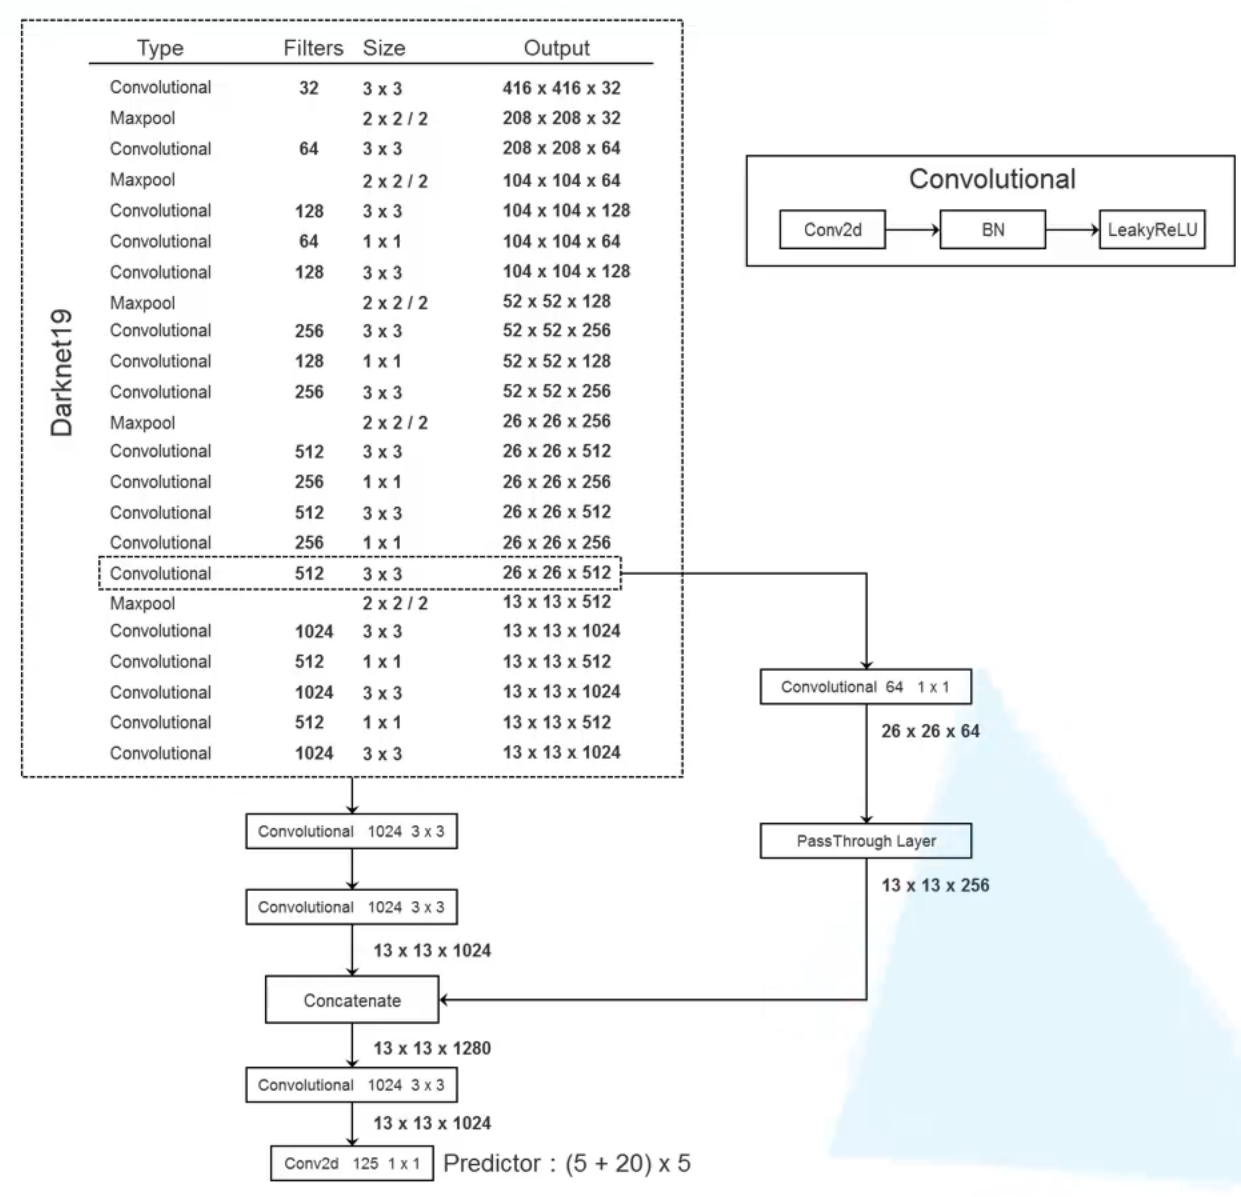 Type Filters Size Output
Convolutional 32 3 x 3 416 x 416 x 32
Maxpool 2 x 2 / 2 208 x 208 x 32
Convolutional 64 3 x 3 208 x 208 x 64
Maxpool 2 x 2 / 2 104 x 104 x 64
Convolutional 128 3 x 3 104 x 104 x 128
Convolutional 64 1 x 1 104 x 104 x 64
Convolutional 128 3 x 3 104 x 104 x 128
Maxpool 2 x 2 / 2 52 x 52 x 128
Convolutional 256 3 x 3 52 x 52 x 256
Convolutional 128 1 x 1 52 x 52 x 128
Convolutional 256 3 x 3 52 x 52 x 256
Maxpool 2 x 2 / 2 26 x 26 x 256
Convolutional 512 3 x 3 26 x 26 x 512
Convolutional 256 1 x 1 26 x 26 x 256
Convolutional 512 3 x 3 26 x 26 x 512
Convolutional 256 1 x 1 26 x 26 x 256
Convolutional 512 3 x 3 26 x 26 x 512
Maxpool 2 x 2 / 2 13 x 13 x 512
Convolutional 1024 3 x 3 13 x 13 x 1024
Convolutional 512 1 x 1 13 x 13 x 512
Convolutional 1024 3 x 3 13 x 13 x 1024
Convolutional 512 1 x 1 13 x 13 x 512
Convolutional 1024 3 x 3 13 x 13 x 1024
Darknet19
Convolutional
Conv2d BN LeakyReLU
Convolutional 64 1 x 1
26 x 26 x 64
PassThrough Layer
13 x 13 x 256
Convolutional 1024 3 x 3
Convolutional 1024 3 x 3
13 x 13 x 1024
Concatenate
13 x 13 x 1280
Convolutional 1024 3 x 3
13 x 13 x 1024
Conv2d 125 1 x 1 Predictor : (5 + 20) x 5